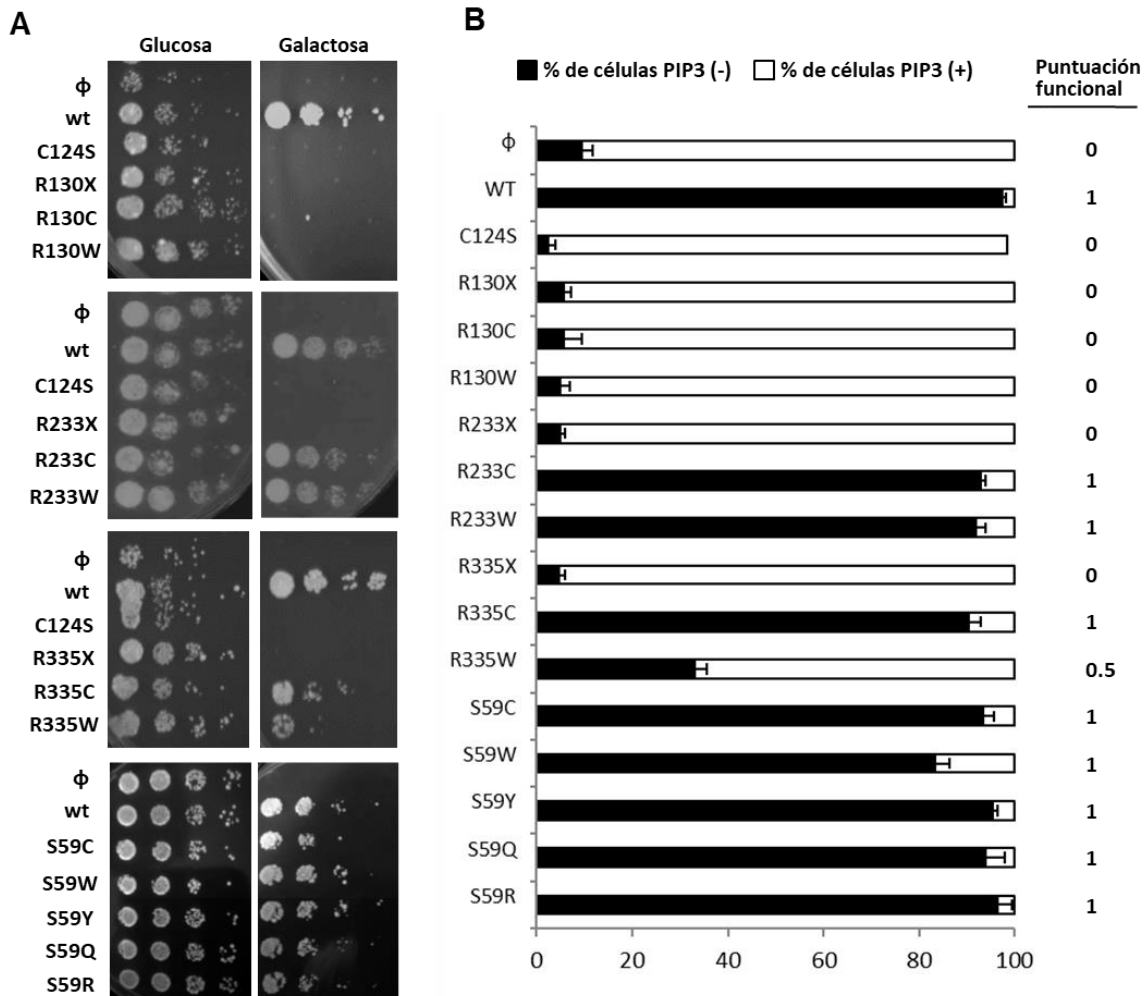 A
Glucosa
Galactosa
ϕ
wt
C124S
R130X
R130C
R130W
ϕ
wt
C124S
R233X
R233C
R233W
ϕ
wt
C124S
R335X
R335C
R335W
ϕ
wt
S59C
S59W
S59Y
S59Q
S59R
B
% de células PIP3 (-)
% de células PIP3 (+)
Puntuación
funcional
ϕ 0
WT 1
C124S 0
R130X 0
R130C 0
R130W 0
R233X 0
R233C 1
R233W 1
R335X 0
R335C 1
R335W 0.5
S59C 1
S59W 1
S59Y 1
S59Q 1
S59R 1
0 20 40 60 80 100